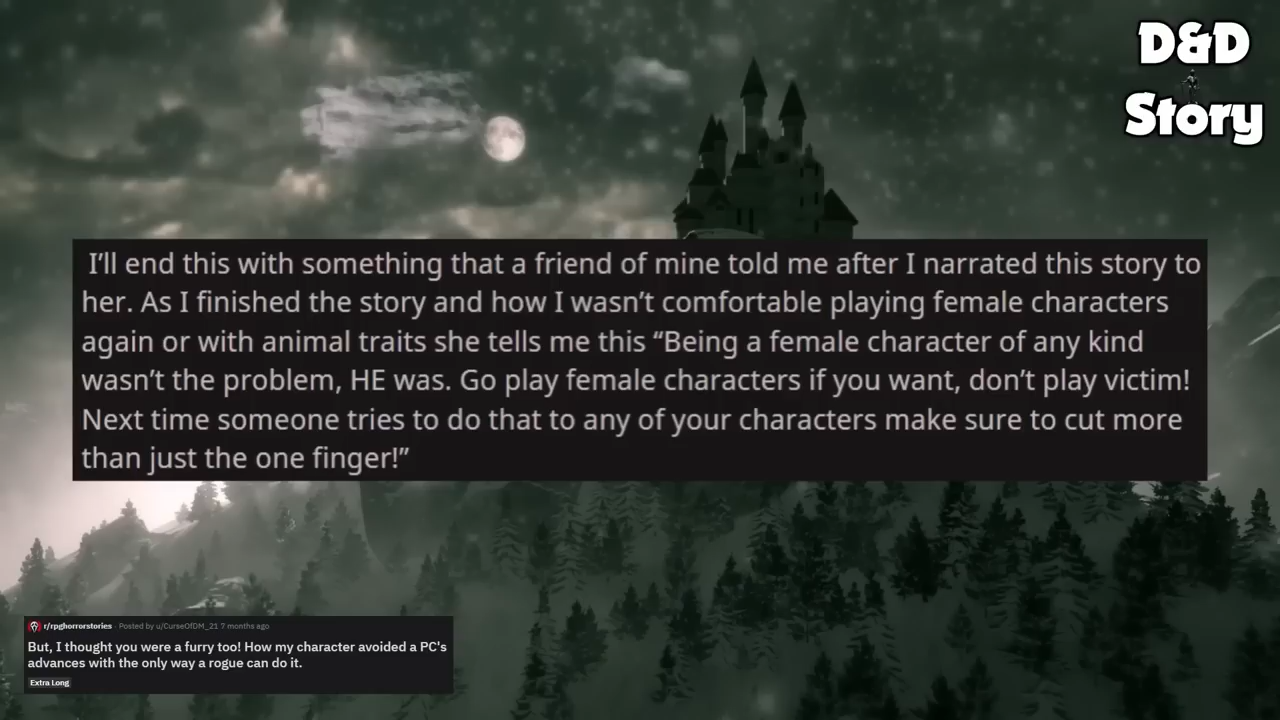 D&D
Story
I'll end this with something that a friend of mine told me after I narrated this story to
her. As I finished the story and how I wasn't comfortable playing female characters
again or with animal traits she tells me this “Being a female character of any kind
wasn't the problem, HE was. Go play female characters if you want, don't play victim!
Next time someone tries to do that to any of your characters make sure to cut more
than just the one finger!”
r/rpghorrorstories · Posted by u/CurseOfDM_21 7 months ago
But, I thought you were a furry too! How my character avoided a PC's
advances with the only way a rogue can do it.
Extra Long